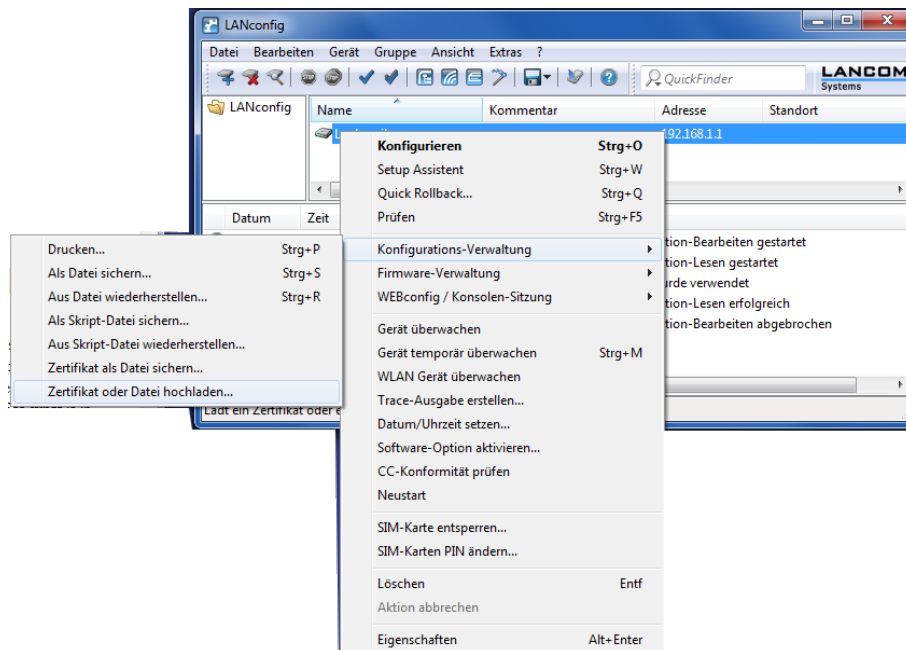 LANconfig
Datei Bearbeiten Gerät Gruppe Ansicht Extras ?
QuickFinder
LANCOM
Systems
LANconfig
Name Kommentar Adresse Standort
192.168.1.1
Datum Zeit
Konfigurieren Strg+O
Setup Assistent Strg+W
Quick Rollback... Strg+Q
Prüfen Strg+F5
Konfigurations-Verwaltung
Firmware-Verwaltung
WEBconfig / Konsolen-Sitzung
Gerät überwachen
Gerät temporär überwachen Strg+M
WLAN Gerät überwachen
Trace-Ausgabe erstellen...
Datum/Uhrzeit setzen...
Software-Option aktivieren...
CC-Konformität prüfen
Neustart
SIM-Karte entsperren...
SIM-Karten PIN ändern...
Löschen Entf
Aktion abbrechen
Eigenschaften Alt+Enter
Drucken... Strg+P
Als Datei sichern... Strg+S
Aus Datei wiederherstellen... Strg+R
Als Skript-Datei sichern...
Aus Skript-Datei wiederherstellen...
Zertifikat als Datei sichern...
Zertifikat oder Datei hochladen...
tion-Bearbeiten gestartet
tion-Lesen gestartet
urde verwendet
tion-Lesen erfolgreich
tion-Bearbeiten abgebrochen
Lädt ein Zertifikat oder e